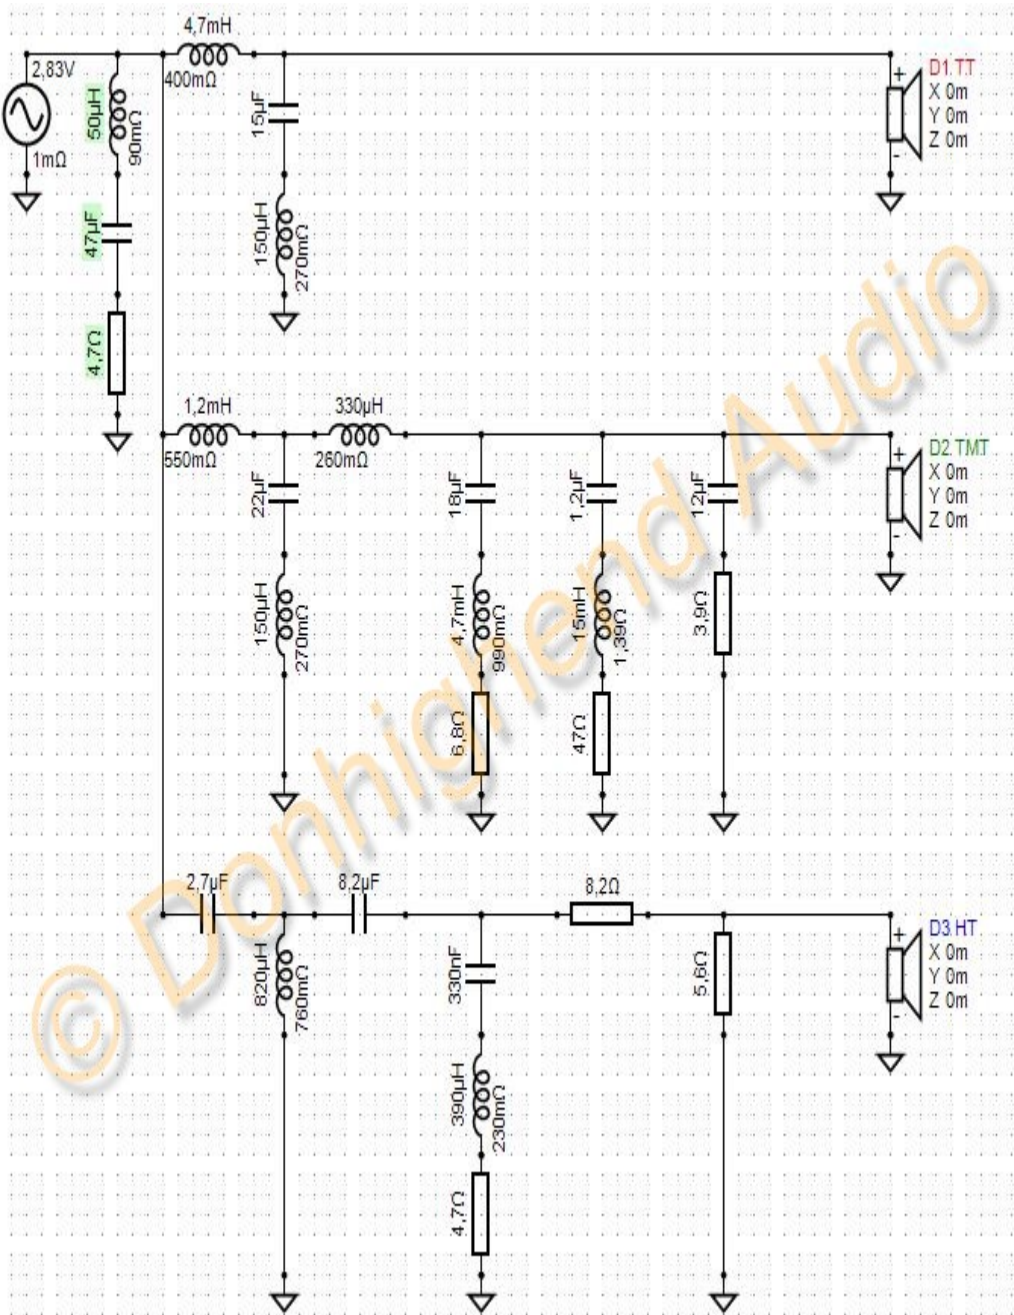 4,7mH
400mΩ
2,83V
1mΩ
50µH
90mΩ
47µF
4,7Ω
15µF
150µH
270mΩ
D1.TT
+
X 0m
Y 0m
Z 0m
-
1,2mH
550mΩ
330µH
260mΩ
22µF
150µH
270mΩ
18µF
4,7mH
990mΩ
6,8Ω
1,2µF
15mH
1,39Ω
47Ω
12µF
3,9Ω
D2.TMT
+
X 0m
Y 0m
Z 0m
-
2,7µF
8,2µF
8,2Ω
820µH
760mΩ
330nF
390µH
230mΩ
4,7Ω
5,6Ω
D3.HT
+
X 0m
Y 0m
Z 0m
-
© Donhighend Audio